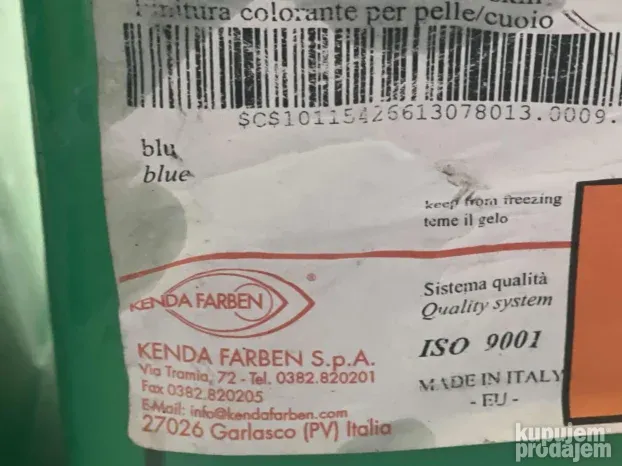 colorante per pelle/cuoio
$C$10115426613078013.0009.
blu
blue
keep from freezing
teme il gelo
KENDA FARBEN
®
Sistema qualità
Quality system
ISO 9001
MADE IN ITALY
- EU -
KENDA FARBEN S.p.A.
Via Tramia, 72 - Tel. 0382.820201
Fax 0382.820205
E-Mail: info@kendafarben.com
27026 Garlasco (PV) Italia
kupujem
prodajem